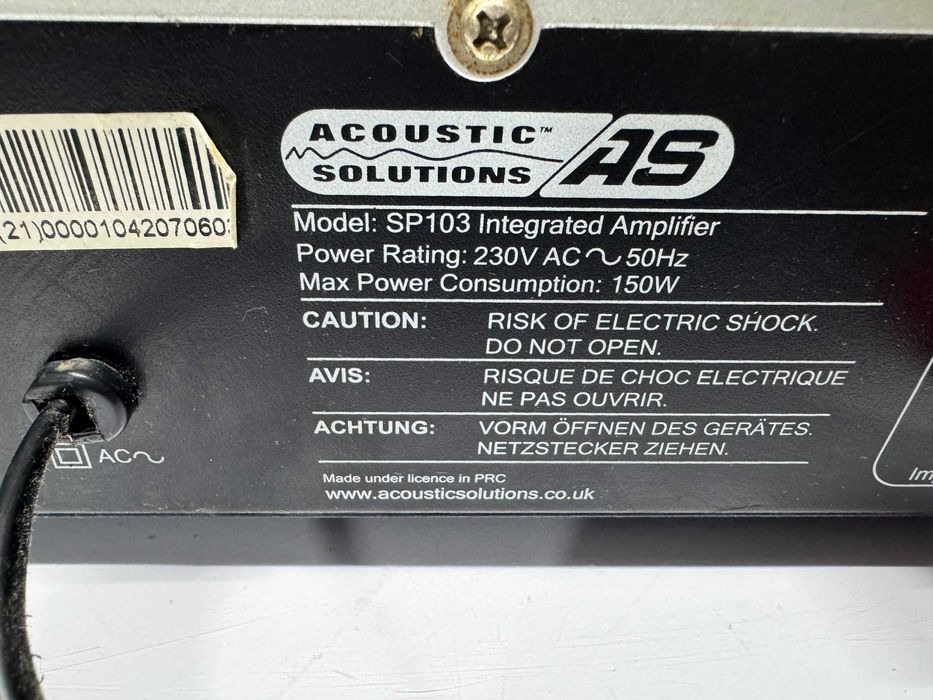 ACOUSTIC™
SOLUTIONS
AS
(21)0000104207060
Model: SP103 Integrated Amplifier
Power Rating: 230V AC～50Hz
Max Power Consumption: 150W
CAUTION: RISK OF ELECTRIC SHOCK.
DO NOT OPEN.
AVIS: RISQUE DE CHOC ELECTRIQUE
NE PAS OUVRIR.
ACHTUNG: VORM ÖFFNEN DES GERÄTES.
NETZSTECKER ZIEHEN.
AC～
Made under licence in PRC
www.acousticsolutions.co.uk